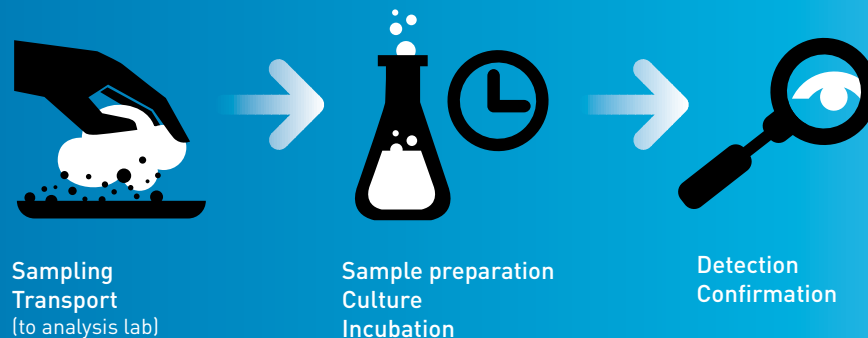 Sampling
Transport
(to analysis lab)
Sample preparation
Culture
Incubation
Detection
Confirmation